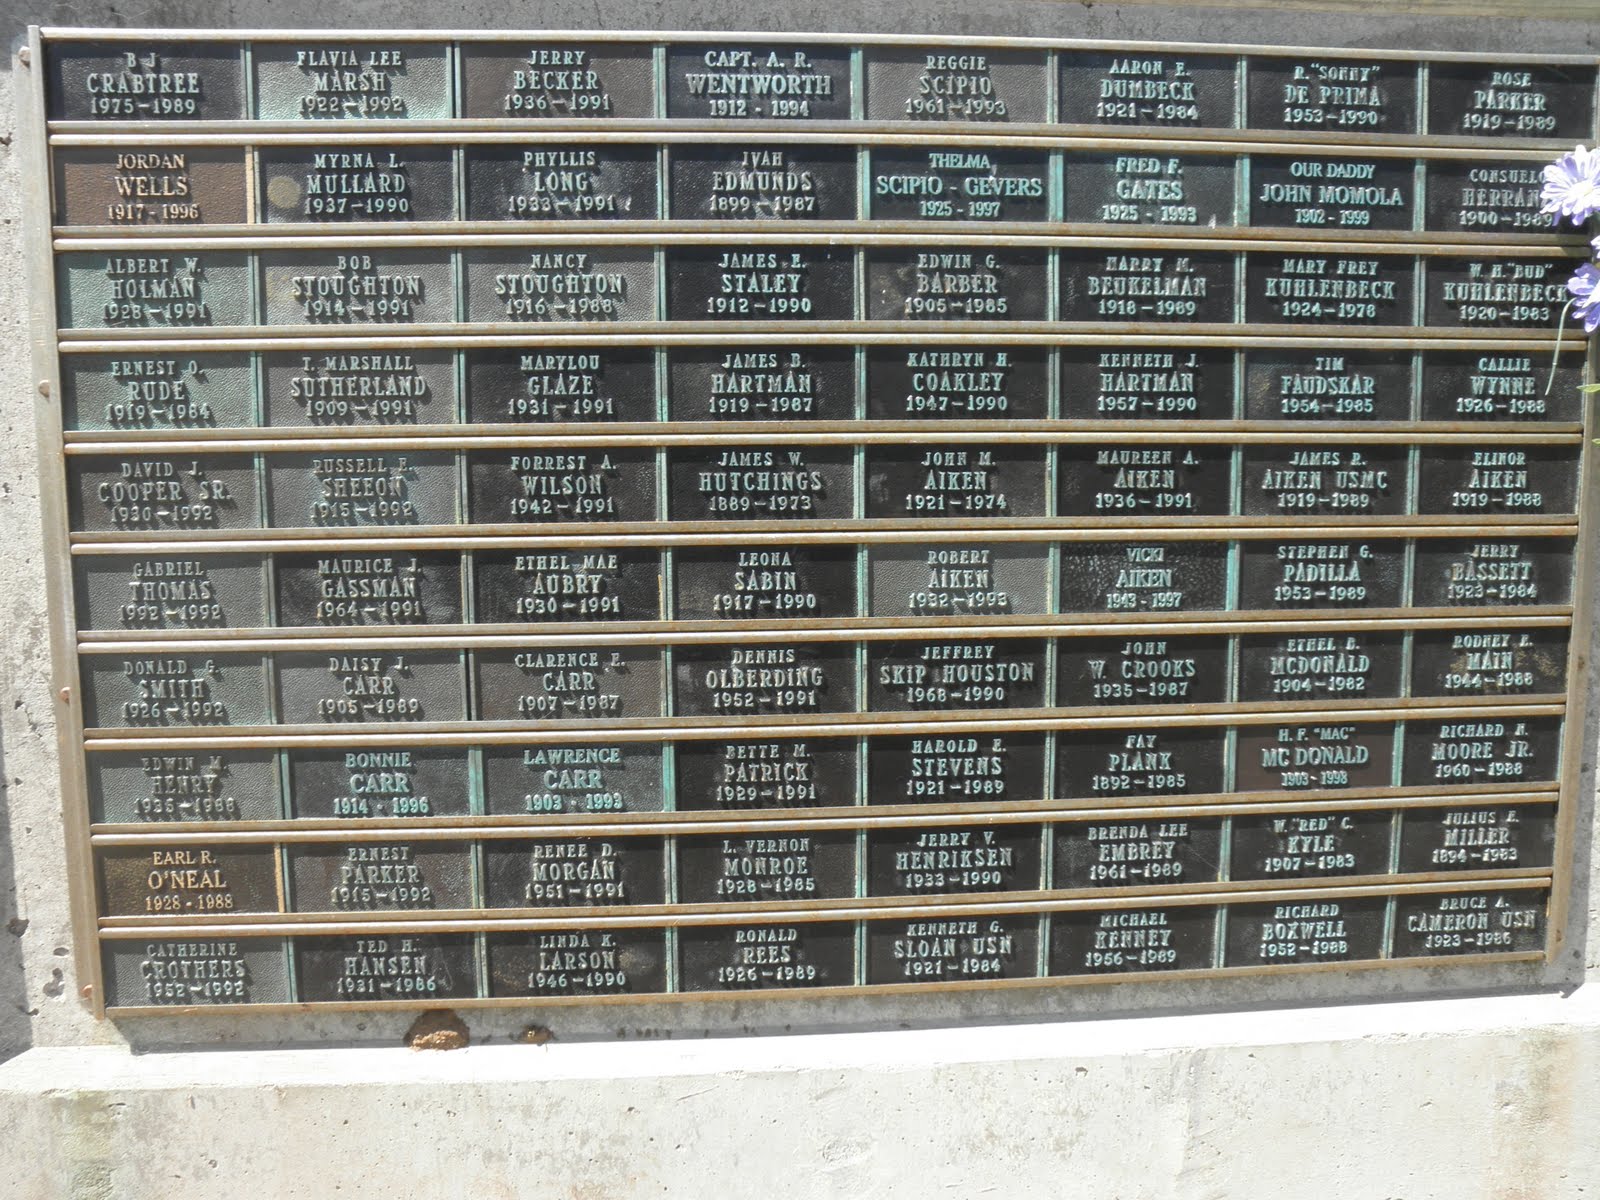 B J
CRABTREE
1975–1989
FLAVIA LEE
MARSH
1922–1992
JERRY
BECKER
1936–1991
CAPT. A. R.
WENTWORTH
1912 - 1994
REGGIE
SCIPIO
1961–1993
AARON E.
DUMBECK
1921–1984
R. "SONNY"
DE PRIMA
1953–1990
ROSE
PARKER
1919–1989
JORDAN
WELLS
1917 - 1996
MYRNA L.
MULLARD
1937–1990
PHYLLIS
LONG
1933–1991
IVAH
EDMUNDS
1899–1987
THELMA
SCIPIO - GEVERS
1925 - 1997
FRED F.
GATES
1925 - 1993
OUR DADDY
JOHN MOMOLA
1902 - 1999
CONSUELO
1900–1989
ALBERT W.
HOLMAN
1928–1991
BOB
STOUGHTON
1914–1991
NANCY
STOUGHTON
1916–1988
JAMES E.
STALEY
1912–1990
EDWIN G.
BARBER
1905–1985
HARRY M.
BEUKELMAN
1918–1989
MARY FREY
KUHLENBECK
1924–1978
W. H. "BUD"
KUHLENBECK
1920–1983
ERNEST O.
RUDE
1919–1984
T. MARSHALL
SUTHERLAND
1909–1991
MARYLOU
GLAZE
1931–1991
JAMES B.
HARTMAN
1919–1987
KATHRYN H.
COAKLEY
1947–1990
KENNETH J.
HARTMAN
1957–1990
TIM
FAUDSKAR
1954–1985
CALLIE
WYNNE
1926–1988
DAVID J.
COOPER SR.
1930–1992
RUSSELL E.
SHEEON
1915–1992
FORREST A.
WILSON
1942–1991
JAMES W.
HUTCHINGS
1889–1973
JOHN M.
AIKEN
1921–1974
MAUREEN A.
AIKEN
1936–1991
JAMES R.
AIKEN USMC
1919–1989
ELINOR
AIKEN
1919–1988
GABRIEL
THOMAS
1992–1992
MAURICE J.
GASSMAN
1964–1991
ETHEL MAE
AUBRY
1930–1991
LEONA
SABIN
1917–1990
ROBERT
AIKEN
1932–1993
VICKI
AIKEN
1943 - 1997
STEPHEN G.
PADILLA
1953–1989
JERRY
BASSETT
1923–1984
DONALD G.
SMITH
1926–1992
DAISY J.
CARR
1905–1989
CLARENCE E.
CARR
1907–1987
DENNIS
OLBERDING
1952–1991
JEFFREY
SKIP HOUSTON
1968–1990
JOHN
W. CROOKS
1935–1987
ETHEL B.
MCDONALD
1904–1982
RODNEY E.
MAIN
1944–1988
EDWIN M.
HENRY
1936–1988
BONNIE
CARR
1914 - 1996
LAWRENCE
CARR
1903 - 1993
BETTE M.
PATRICK
1929–1991
HAROLD E.
STEVENS
1921–1989
FAY
PLANK
1892–1985
H. F. "MAC"
MC DONALD
1903 - 1998
RICHARD N.
MOORE JR.
1960–1988
EARL R.
O'NEAL
1928 - 1988
ERNEST
PARKER
1915–1992
RENEE D.
MORGAN
1951–1991
L. VERNON
MONROE
1928–1985
JERRY V.
HENRIKSEN
1933–1990
BRENDA LEE
EMBREY
1961–1989
W. "RED" C.
KYLE
1907–1983
JULIUS E.
MILLER
1894–1983
CATHERINE
CROTHERS
1952–1992
TED H.
HANSEN
1931–1986
LINDA K.
LARSON
1946–1990
RONALD
REES
1926–1989
KENNETH G.
SLOAN USN
1921–1984
MICHAEL
KENNEY
1956–1989
RICHARD
BOXWELL
1952–1988
BRUCE A.
CAMERON USN
1923–1986